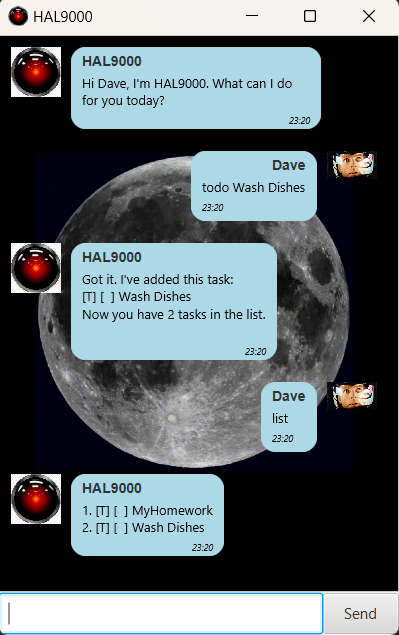 HAL9000
HAL9000
Hi Dave, I'm HAL9000. What can I do
for you today?
23:20
Dave
todo Wash Dishes
23:20
HAL9000
Got it. I've added this task:
[T] [  ] Wash Dishes
Now you have 2 tasks in the list.
23:20
Dave
list
23:20
HAL9000
1. [T] [  ] MyHomework
2. [T] [  ] Wash Dishes
23:20
Send